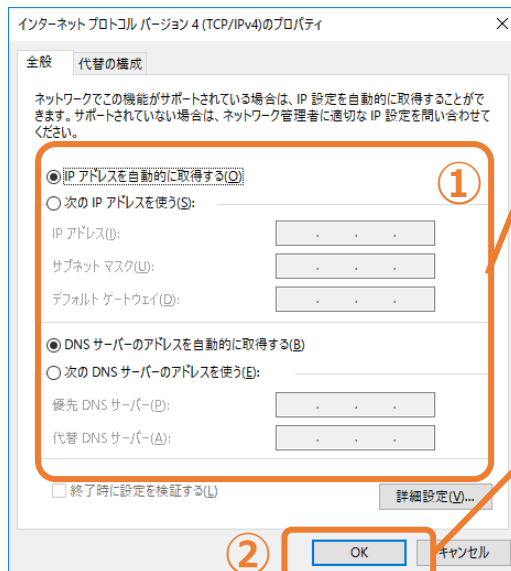 インターネット プロトコル バージョン 4 (TCP/IPv4)のプロパティ
全般 代替の構成
ネットワークでこの機能がサポートされている場合は、IP 設定を自動的に取得することがで
きます。サポートされていない場合は、ネットワーク管理者に適切な IP 設定を問い合わせて
ください。
IP アドレスを自動的に取得する(O)
①
次の IP アドレスを使う(S):
IP アドレス(I):
サブネット マスク(U):
デフォルト ゲートウェイ(D):
DNS サーバーのアドレスを自動的に取得する(B)
次の DNS サーバーのアドレスを使う(E):
優先 DNS サーバー(P):
代替 DNS サーバー(A):
終了時に設定を検証する(L)
詳細設定(V)...
② OK キャンセル